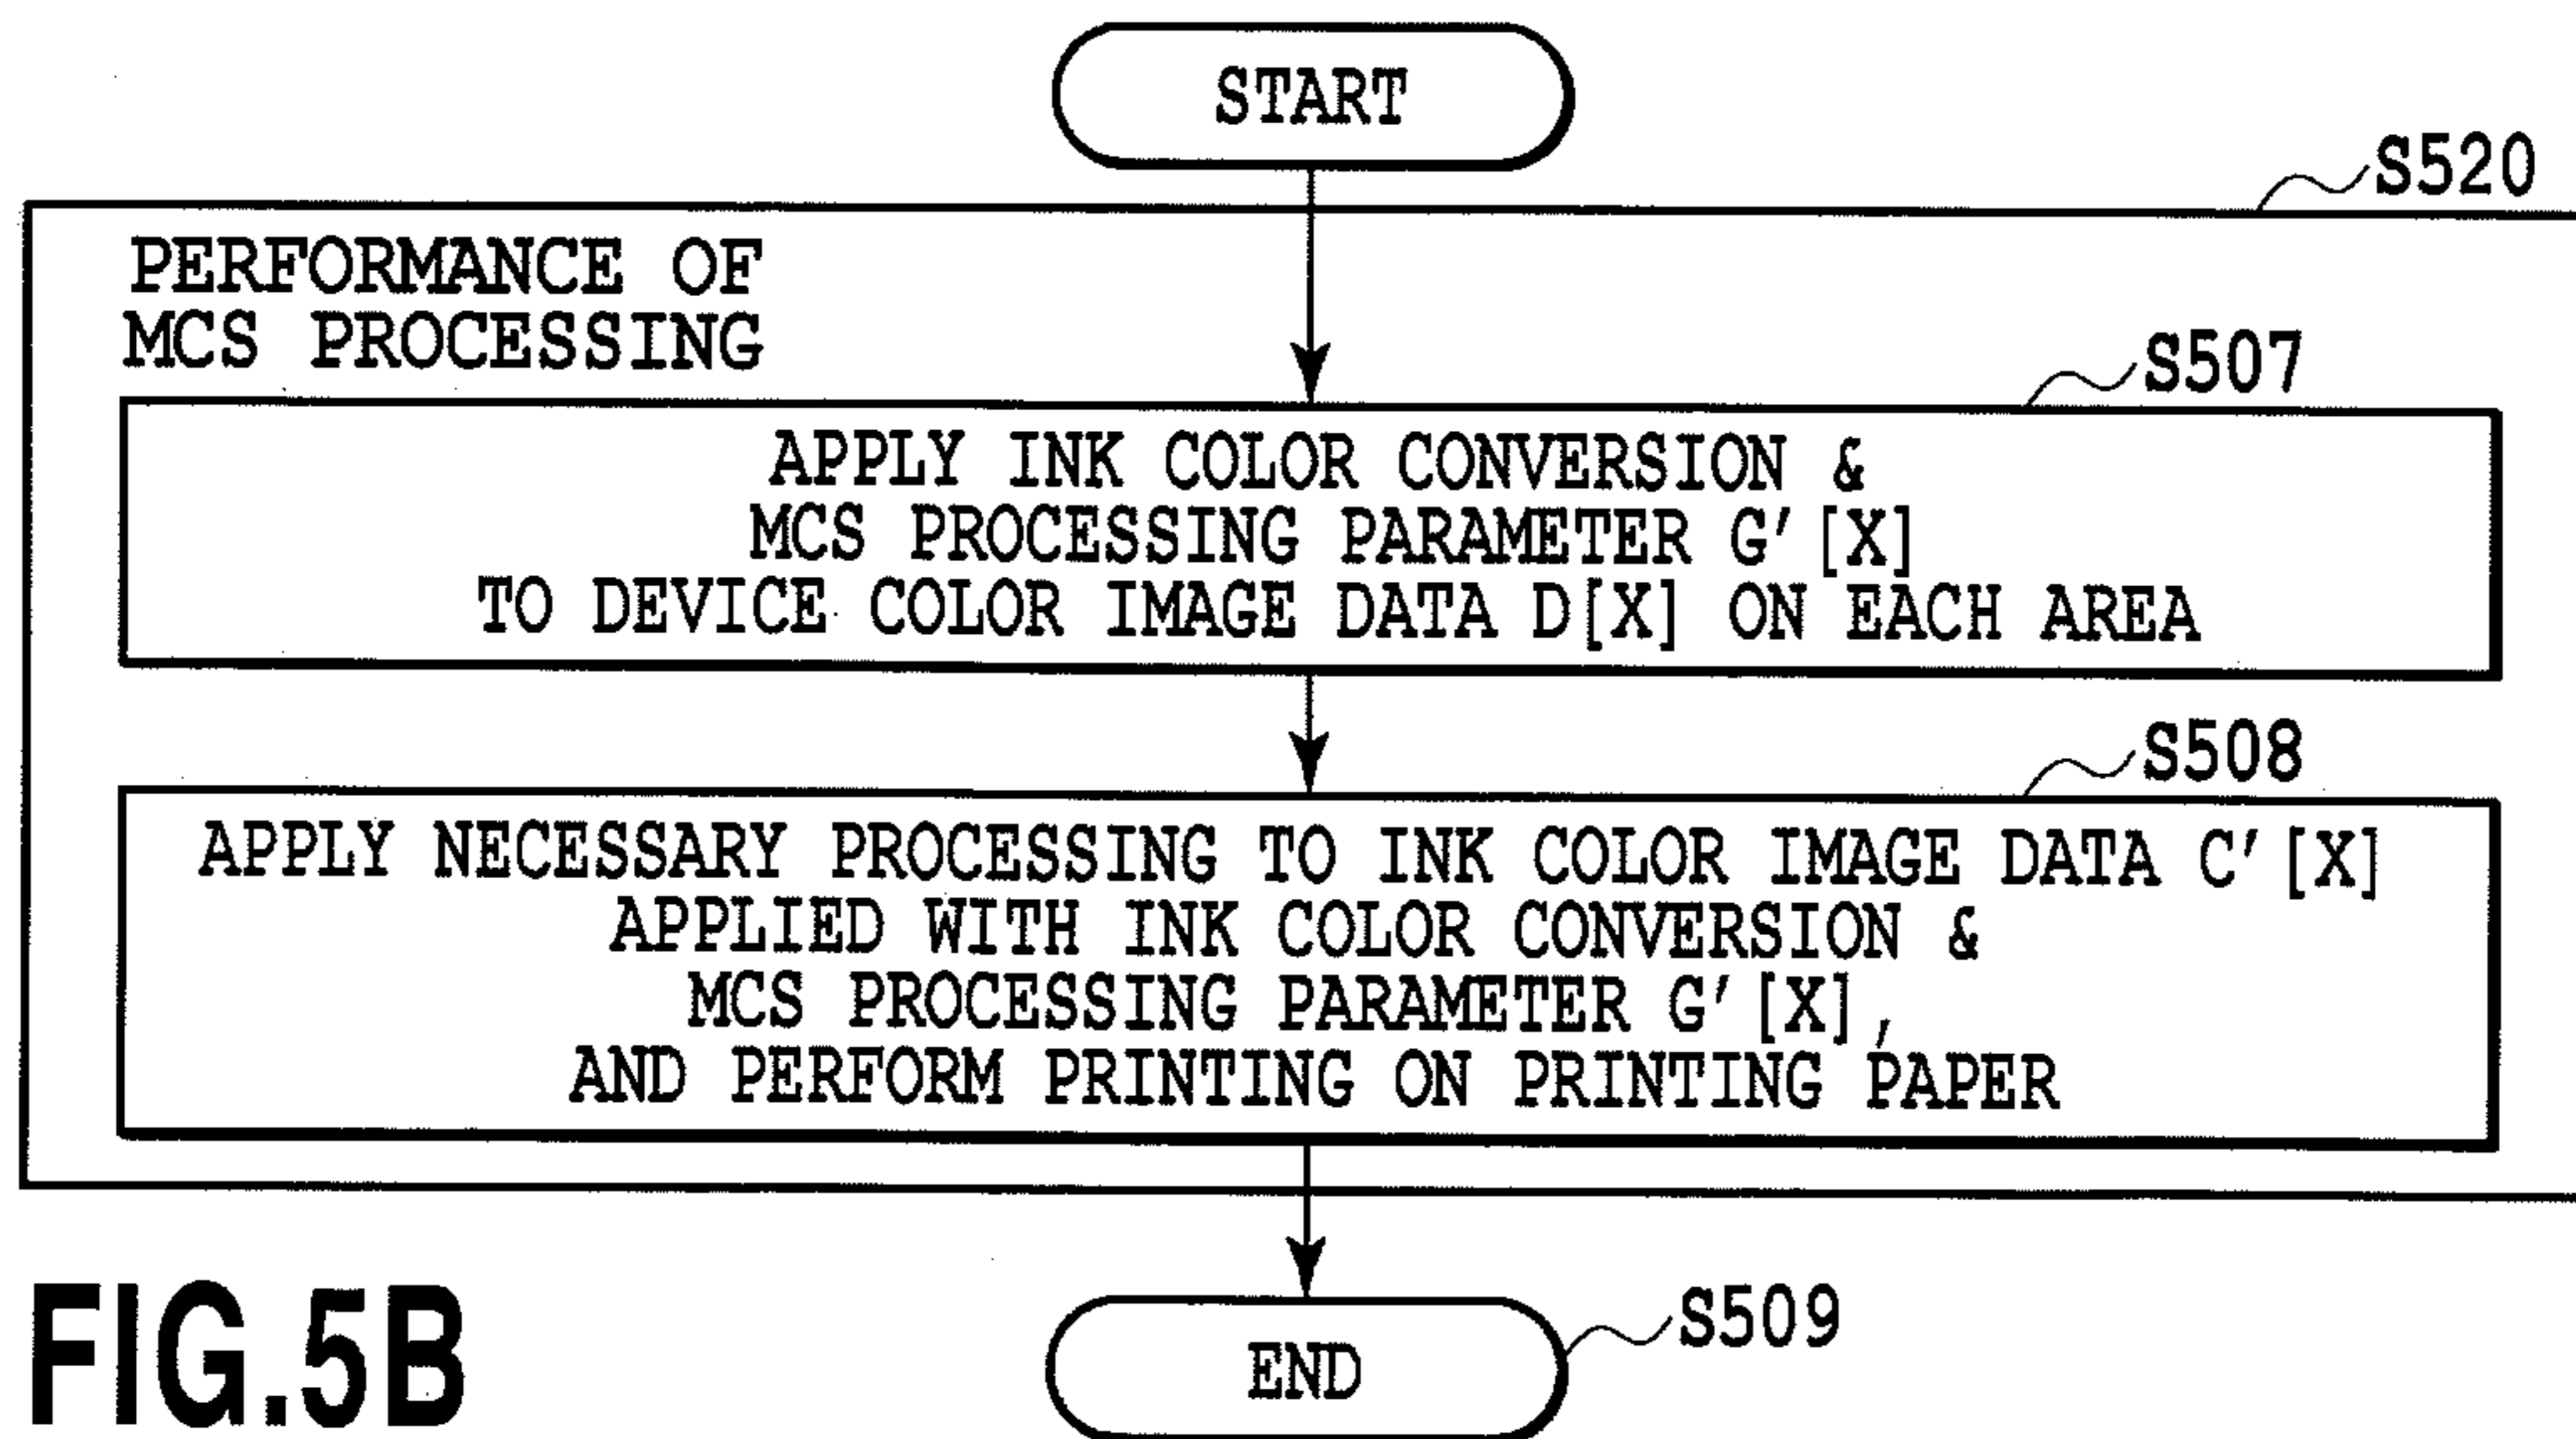 START
S520
PERFORMANCE OF
MCS PROCESSING
S507
APPLY INK COLOR CONVERSION &
MCS PROCESSING PARAMETER G'[X]
TO DEVICE COLOR IMAGE DATA D[X] ON EACH AREA
S508
APPLY NECESSARY PROCESSING TO INK COLOR IMAGE DATA C'[X]
APPLIED WITH INK COLOR CONVERSION &
MCS PROCESSING PARAMETER G'[X],
AND PERFORM PRINTING ON PRINTING PAPER
S509
END
FIG.5B